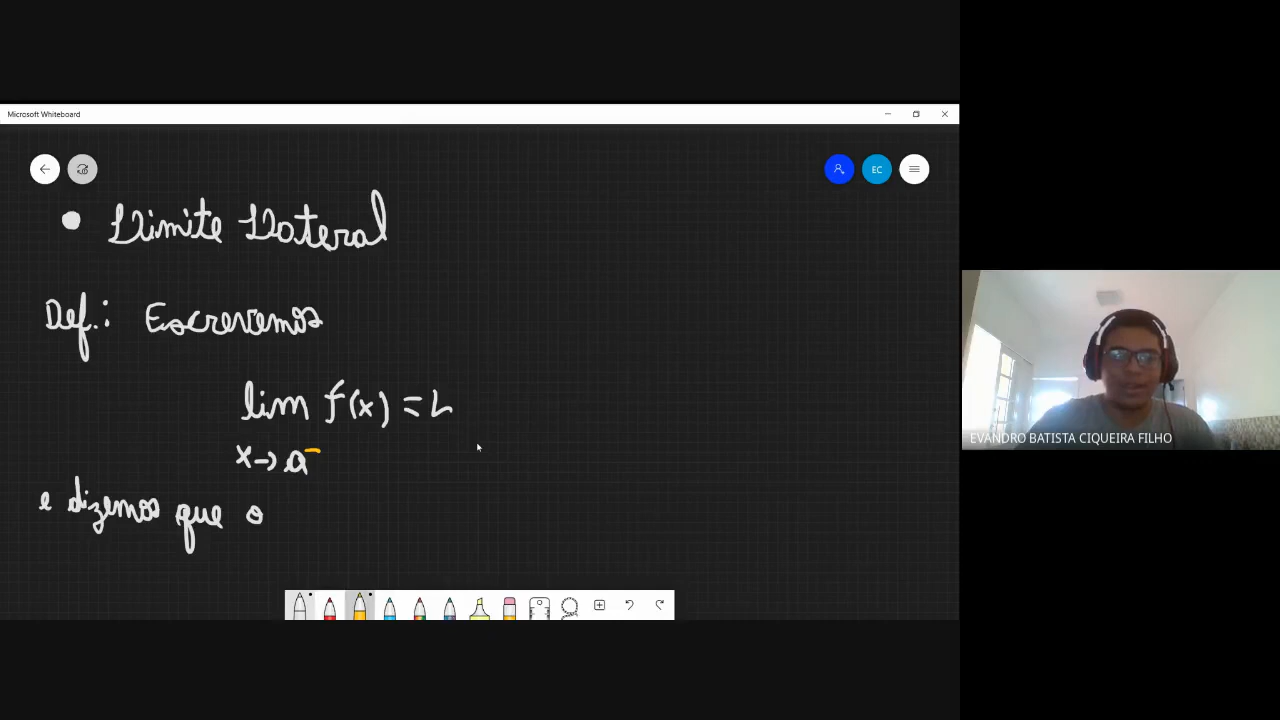 Microsoft Whiteboard
EC
• Limite Lateral
Def.: Escrevemos
lim f(x) = L
x→a⁻
e dizemos que o
EVANDRO BATISTA CIQUEIRA FILHO